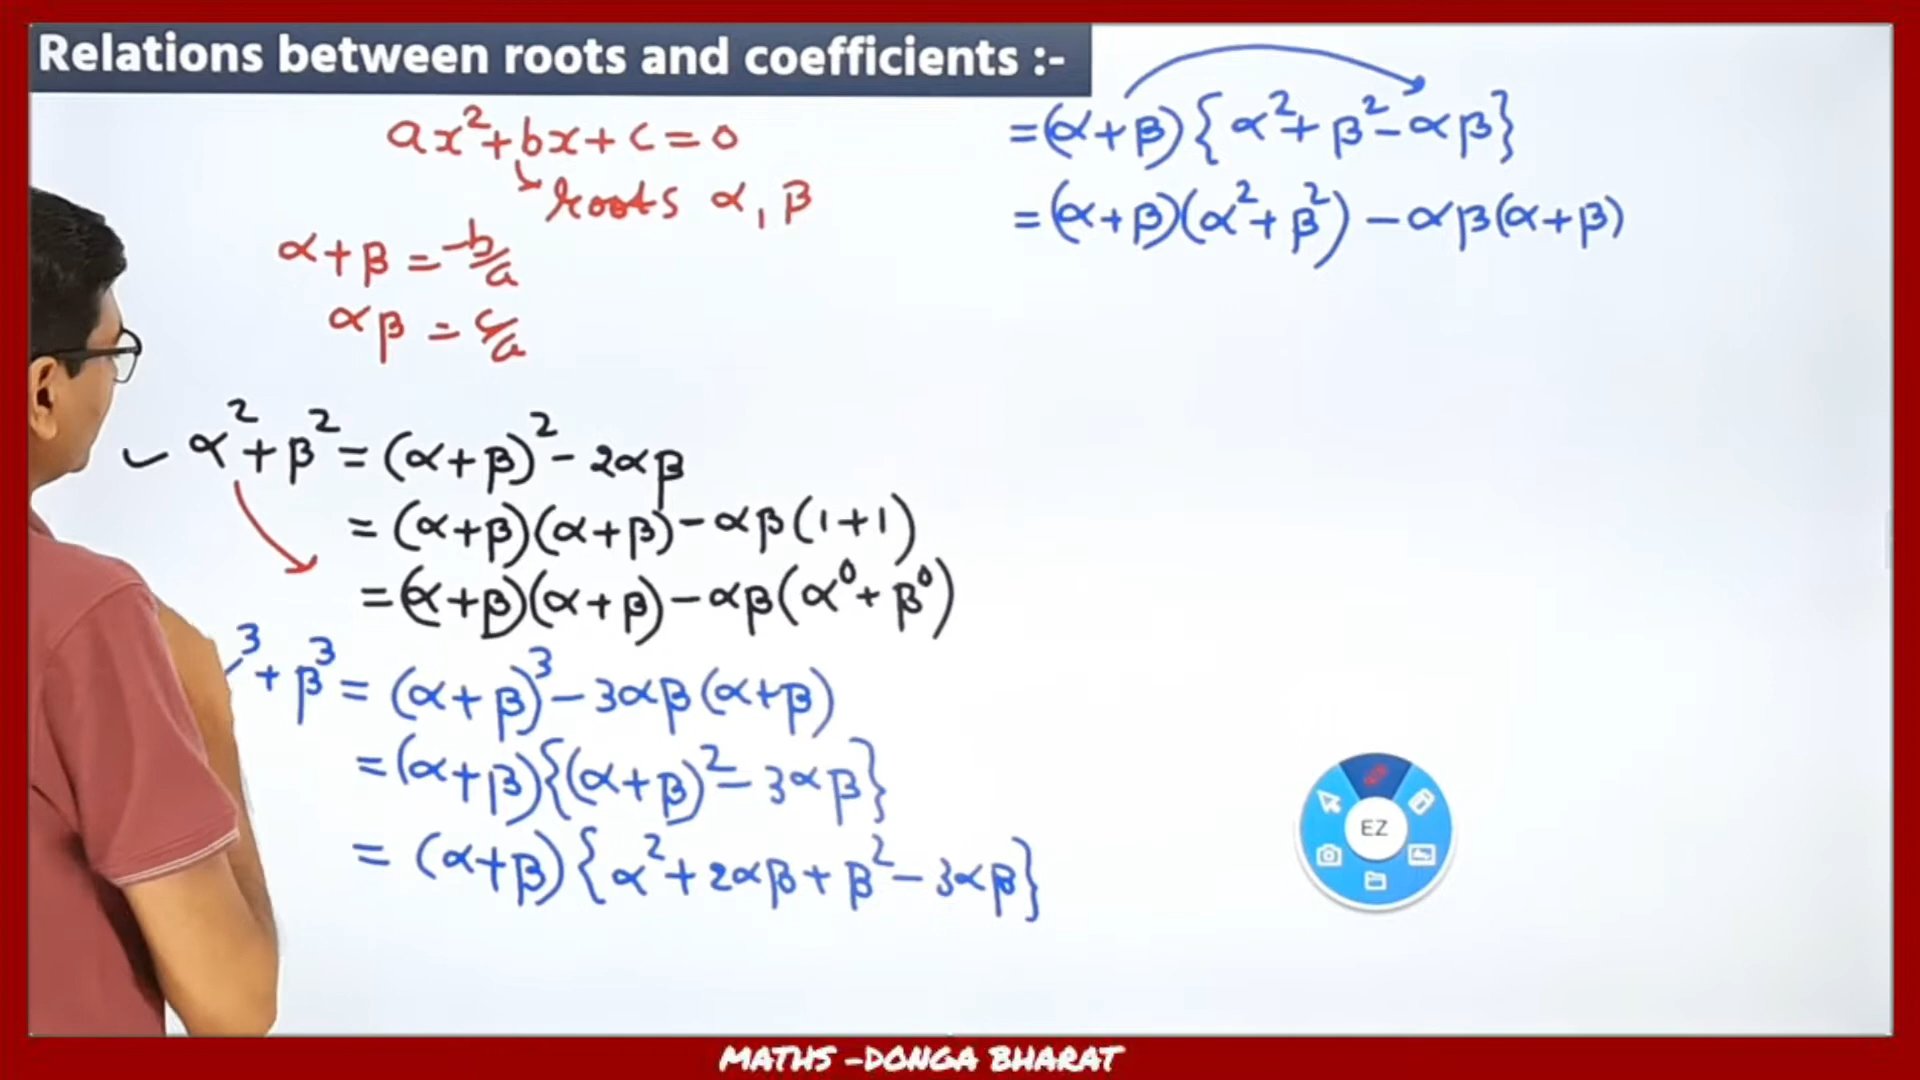 Relations between roots and coefficients :-
ax²+bx+c=0
roots α, β
α+β = -b/a
αβ = c/a
α²+β² = (α+β)² - 2αβ
= (α+β)(α+β) - αβ(1+1)
= (α+β)(α+β) - αβ(α⁰+β⁰)
³+β³ = (α+β)³ - 3αβ(α+β)
= (α+β){(α+β)² - 3αβ}
= (α+β){α²+2αβ+β²-3αβ}
= (α+β){α²+β²-αβ}
= (α+β)(α²+β²) - αβ(α+β)
EZ
MATHS -DONGA BHARAT